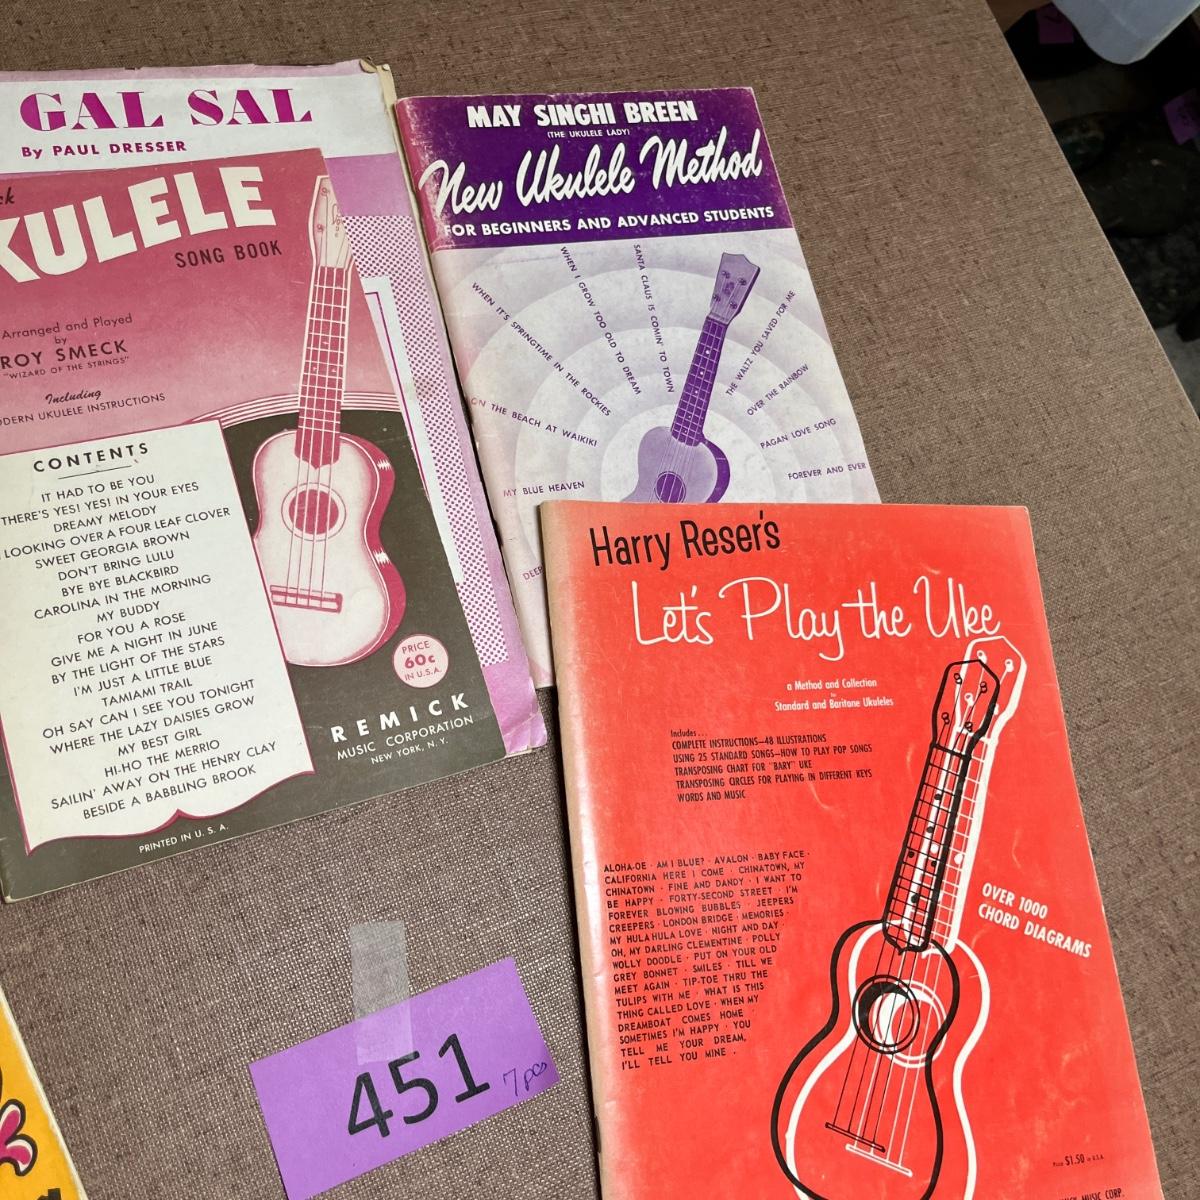 GAL SAL
By PAUL DRESSER
KULELE
SONG BOOK
Arranged and Played
by
ROY SMECK
"WIZARD OF THE STRINGS"
Including
MODERN UKULELE INSTRUCTIONS
CONTENTS
IT HAD TO BE YOU
THERE'S YES! YES! IN YOUR EYES
DREAMY MELODY
LOOKING OVER A FOUR LEAF CLOVER
SWEET GEORGIA BROWN
DON'T BRING LULU
BYE BYE BLACKBIRD
CAROLINA IN THE MORNING
MY BUDDY
FOR YOU A ROSE
GIVE ME A NIGHT IN JUNE
BY THE LIGHT OF THE STARS
I'M JUST A LITTLE BLUE
TAMIAMI TRAIL
OH SAY CAN I SEE YOU TONIGHT
WHERE THE LAZY DAISIES GROW
MY BEST GIRL
HI-HO THE MERRIO
SAILIN' AWAY ON THE HENRY CLAY
BESIDE A BABBLING BROOK
PRINTED IN U. S. A.
PRICE
60c
IN U.S.A.
REMICK
MUSIC CORPORATION
NEW YORK, N. Y.
MAY SINGHI BREEN
(THE UKULELE LADY)
New Ukulele Method
FOR BEGINNERS AND ADVANCED STUDENTS
DEEP
MY BLUE HEAVEN
ON THE BEACH AT WAIKIKI
WHEN IT'S SPRINGTIME IN THE ROCKIES
WHEN I GROW TOO OLD TO DREAM
SANTA CLAUS IS COMIN' TO TOWN
THE WALTZ YOU SAVED FOR ME
OVER THE RAINBOW
PAGAN LOVE SONG
FOREVER AND EVER
Harry Reser's
Let's Play the Uke
a Method and Collection
for
Standard and Baritone Ukuleles
Includes...
COMPLETE INSTRUCTIONS—48 ILLUSTRATIONS
USING 25 STANDARD SONGS—HOW TO PLAY POP SONGS
TRANSPOSING CHART FOR "BARY" UKE
TRANSPOSING CIRCLES FOR PLAYING IN DIFFERENT KEYS
WORDS AND MUSIC
ALOHA-OE · AM I BLUE? · AVALON · BABY FACE ·
CALIFORNIA HERE I COME · CHINATOWN, MY
CHINATOWN · FINE AND DANDY · I WANT TO
BE HAPPY · FORTY-SECOND STREET · I'M
FOREVER BLOWING BUBBLES · JEEPERS
CREEPERS · LONDON BRIDGE · MEMORIES ·
MY HULA HULA LOVE · NIGHT AND DAY ·
OH, MY DARLING CLEMENTINE · POLLY
WOLLY DOODLE · PUT ON YOUR OLD
GREY BONNET · SMILES · TILL WE
MEET AGAIN · TIP-TOE THRU THE
TULIPS WITH ME · WHAT IS THIS
THING CALLED LOVE · WHEN MY
DREAMBOAT COMES HOME ·
SOMETIMES I'M HAPPY · YOU
TELL ME YOUR DREAM,
I'LL TELL YOU MINE .
OVER 1000
CHORD DIAGRAMS
Price $1.50 in U.S.A.
MUSIC CORP.
451
7 pcs